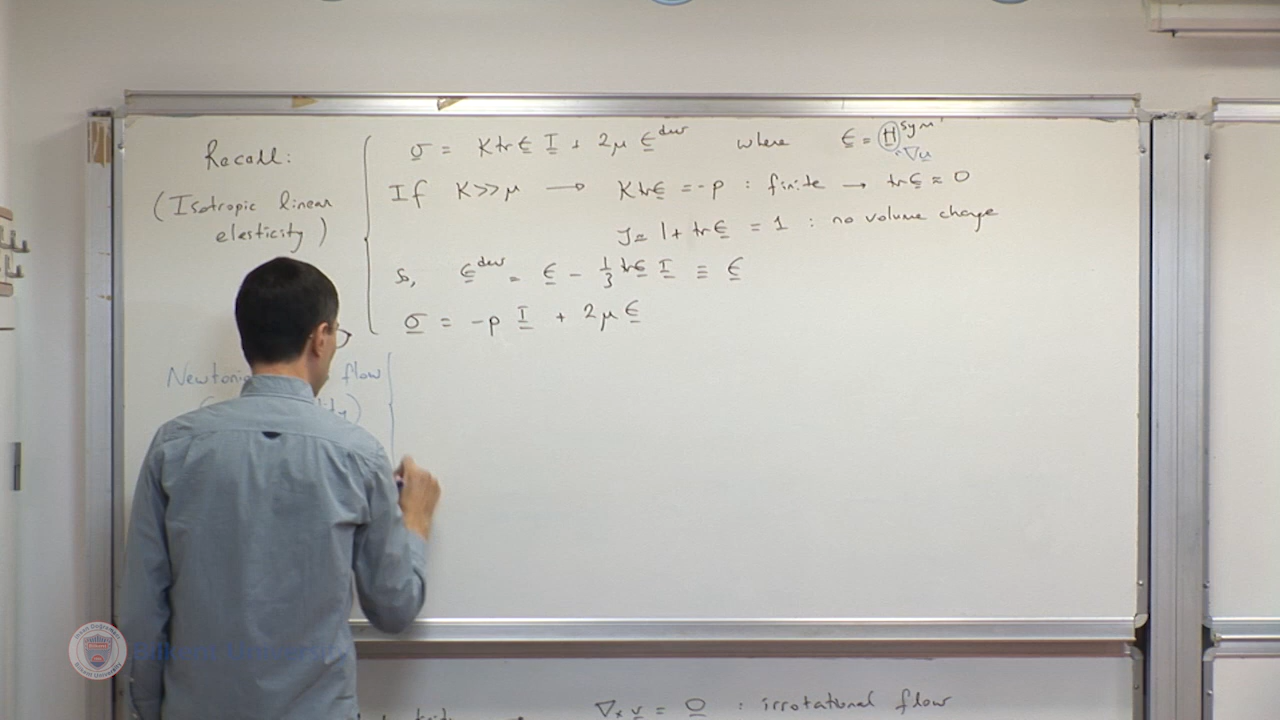 Recall:
(Isotropic linear
elasticity)
σ = K tr ε I + 2μ ε^dev where ε = H^sym
∇u
If K >> μ → K tr ε = -p : finite → tr ε ≈ 0
J ≈ 1 + tr ε = 1 : no volume change
So, ε^dev = ε - 1/3 tr ε I ≡ ε
σ = -p I + 2μ ε
flow
∇ × v = 0 : irrotational flow